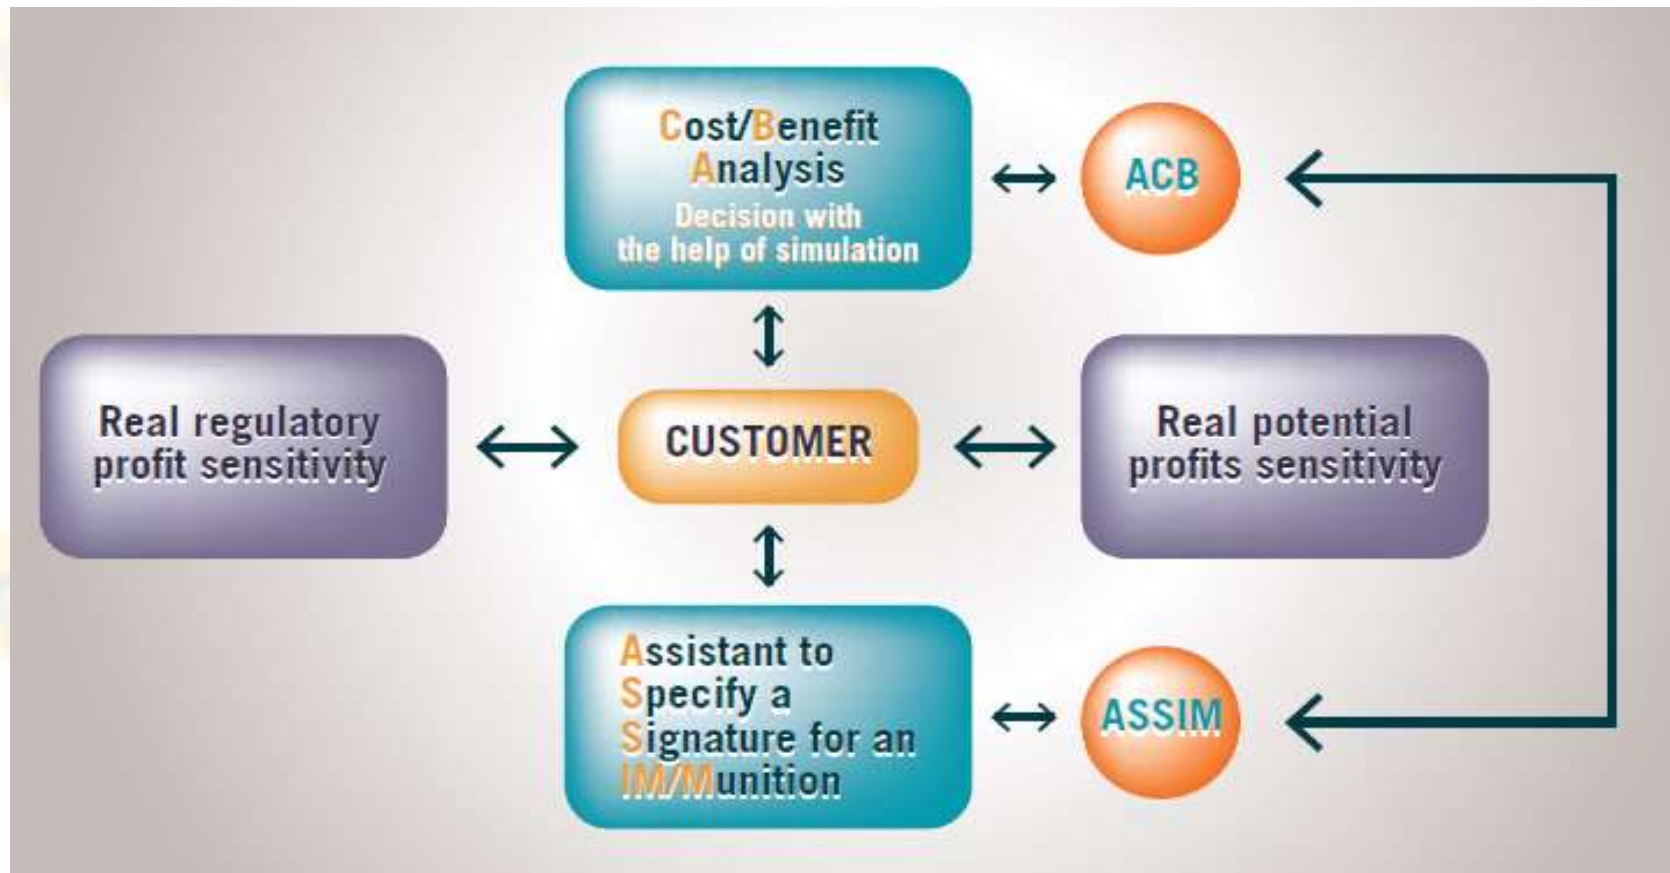 Cost/Benefit
Analysis
Decision with
the help of simulation
ACB
Real regulatory
profit sensitivity
CUSTOMER
Real potential
profits sensitivity
Assistant to
Specify a
Signature for an
IM/Munition
ASSIM